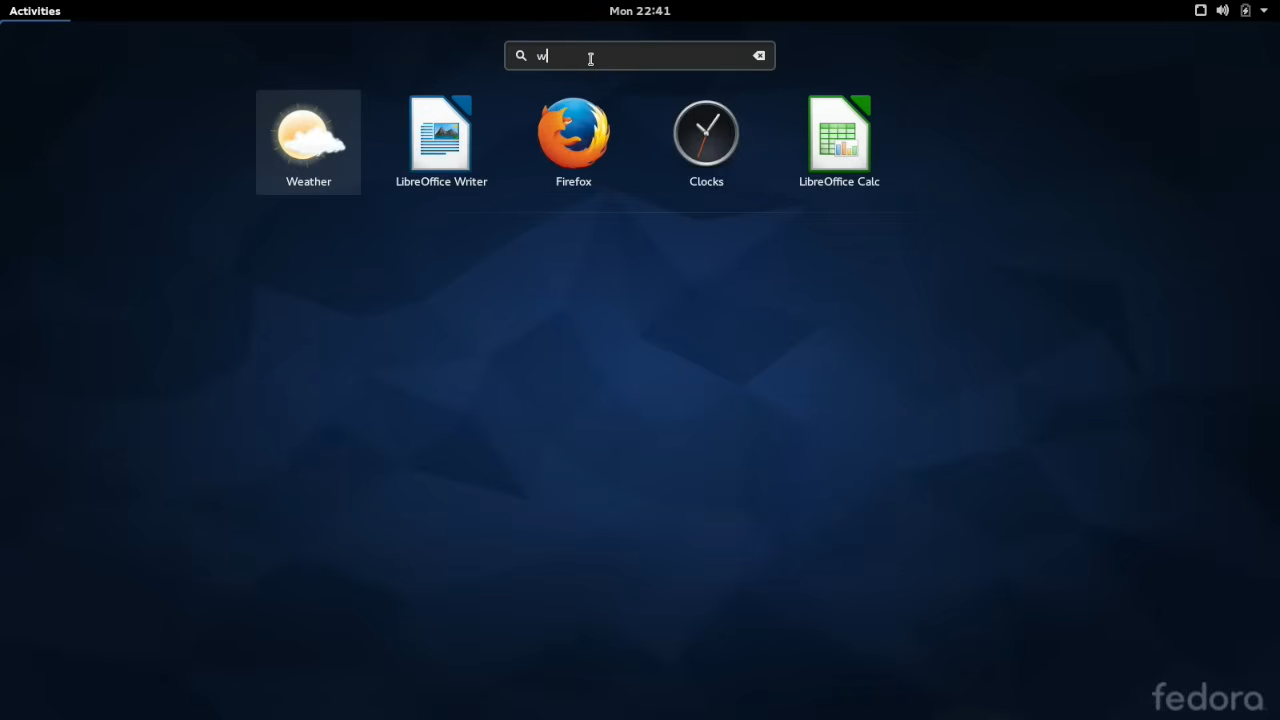 Activities
Mon 22:41
w
Weather
LibreOffice Writer
Firefox
Clocks
LibreOffice Calc
fedora